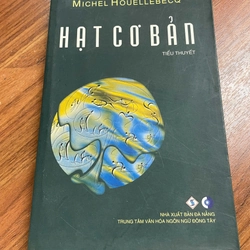 MICHEL HOUELLEBECQ
HẠT CƠ BẢN
TIỂU THUYẾT
NHÀ XUẤT BẢN ĐÀ NẴNG
TRUNG TÂM VĂN HÓA NGÔN NGỮ ĐÔNG TÂY